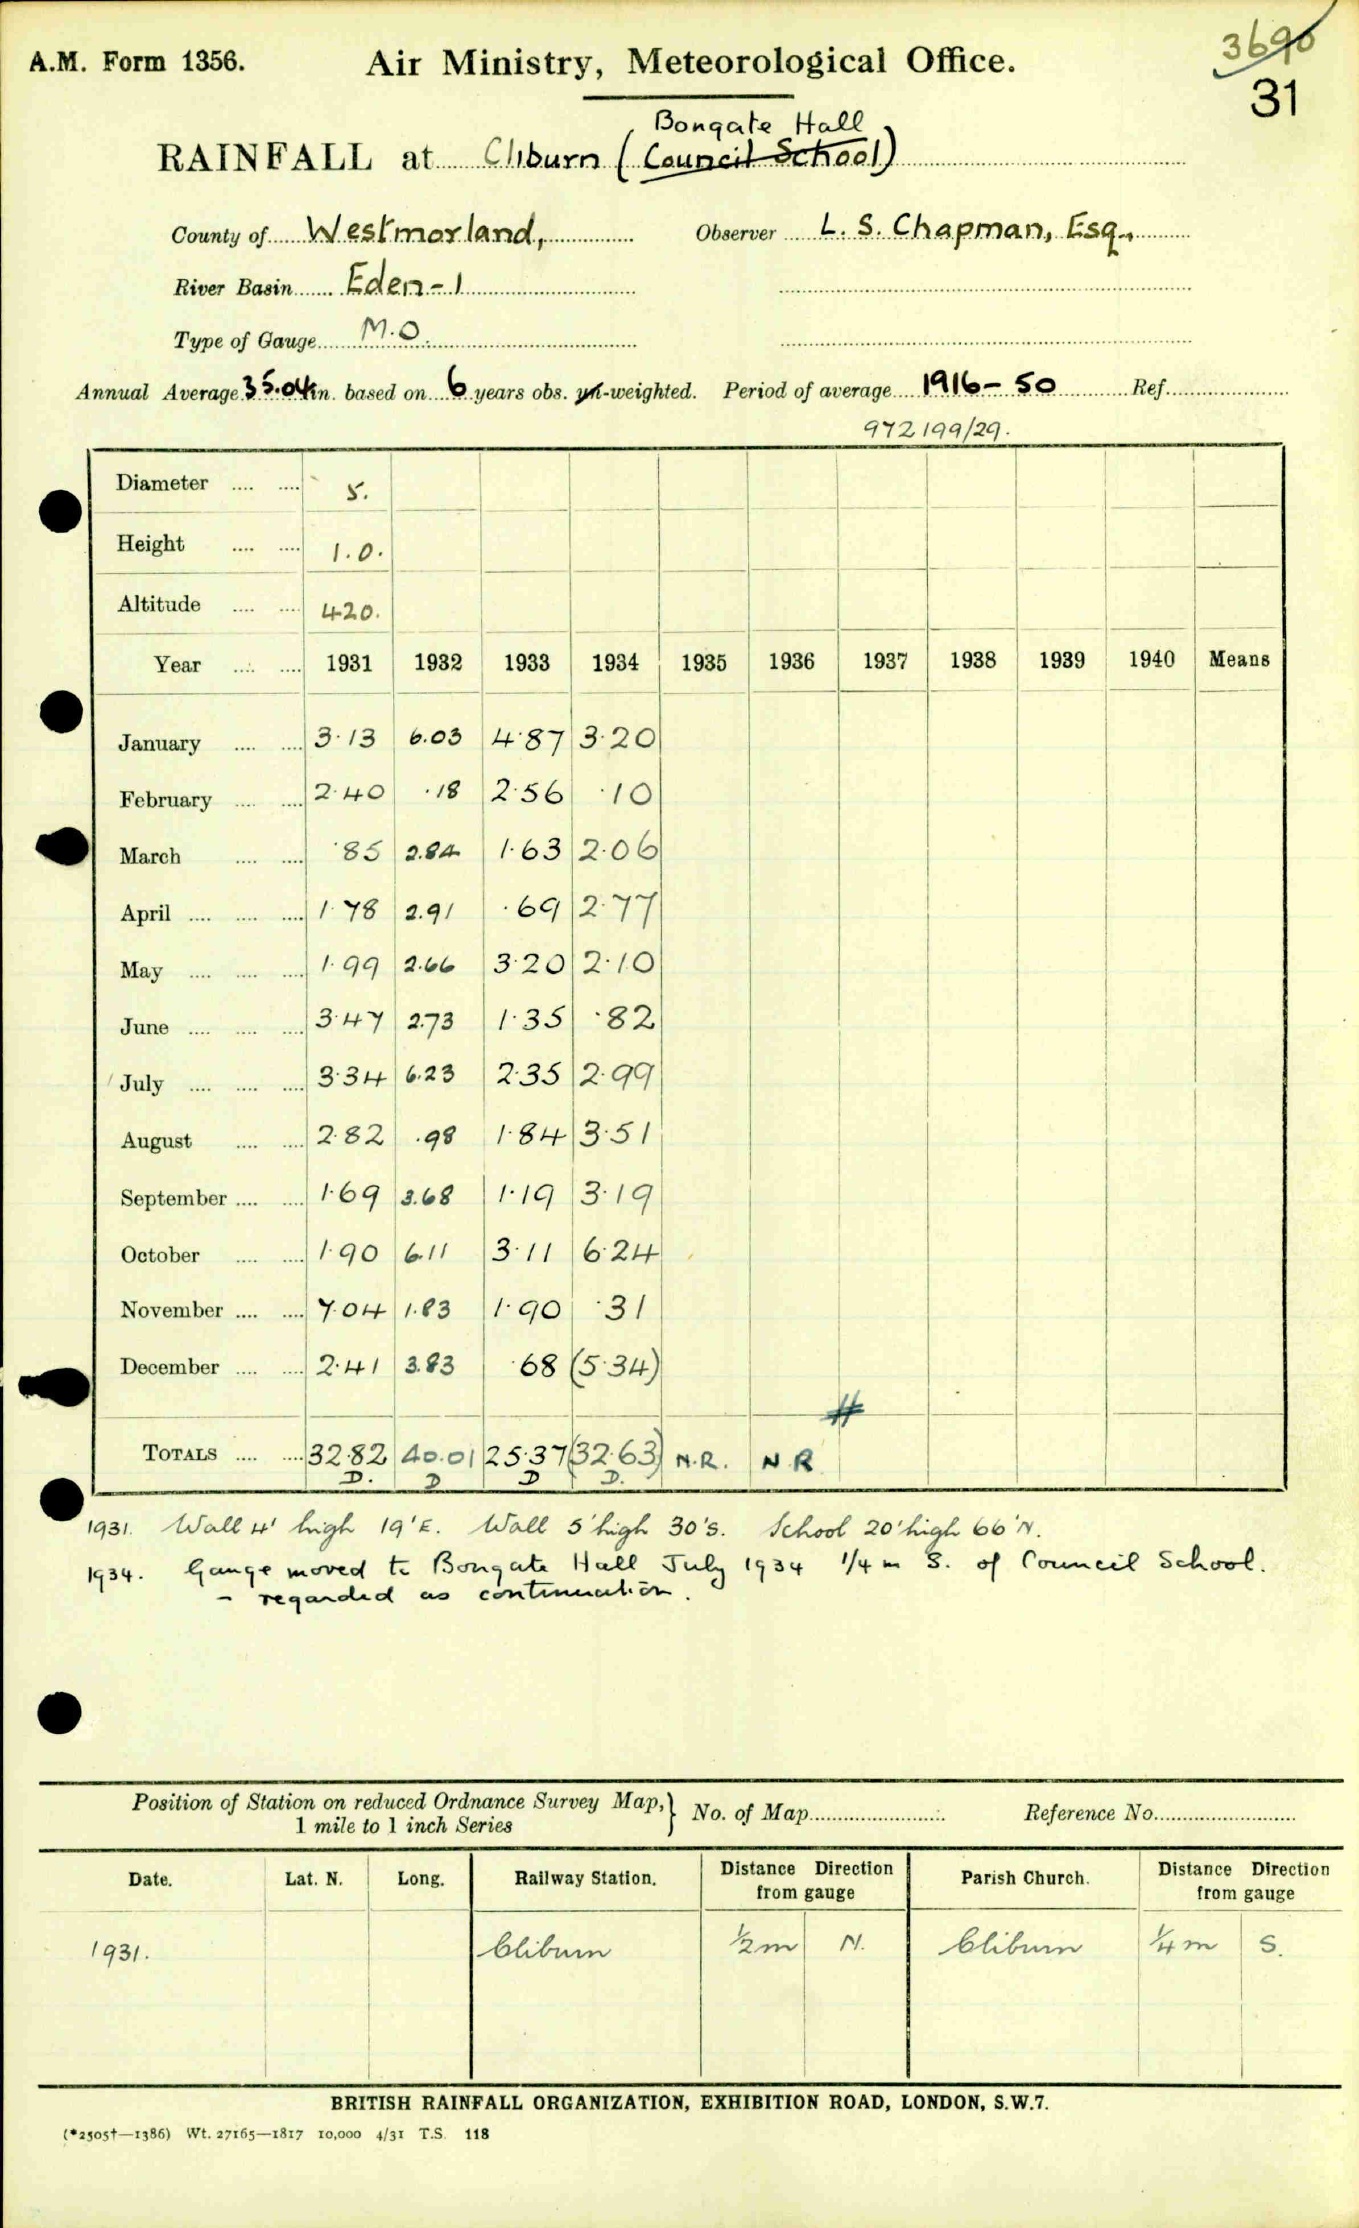 3690
A.M. Form 1356. Air Ministry, Meteorological Office.
31
Bongate Hall
RAINFALL at Cliburn (Council School)
County of Westmorland, Observer L. S. Chapman, Esq.,
River Basin Eden-1
Type of Gauge M.O.
Annual Average 35.04 in. based on 6 years obs. un-weighted. Period of average 1916-50 Ref.
972199/29.
Diameter 5.
Height 1.0.
Altitude 420.
Year 1931 1932 1933 1934 1935 1936 1937 1938 1939 1940 Means
January 3.13 6.03 4.87 3.20
February 2.40 .18 2.56 .10
March .85 2.84 1.63 2.06
April 1.78 2.91 .69 2.77
May 1.99 2.66 3.20 2.10
June 3.47 2.73 1.35 .82
July 3.34 6.23 2.35 2.99
August 2.82 .98 1.84 3.51
September 1.69 3.68 1.19 3.19
October 1.90 6.11 3.11 6.24
November 7.04 1.83 1.90 .31
December 2.41 3.83 .68 (5.34)
#
TOTALS 32.82 40.01 25.37 (32.63) N.R. N.R
D. D D D.
1931. Wall 4' high 19'E. Wall 5' high 30'S. School 20' high 66'N.
1934. Gauge moved to Bongate Hall July 1934 1/4 m S. of Council School.
- regarded as continuation.
Position of Station on reduced Ordnance Survey Map, } No. of Map Reference No.
1 mile to 1 inch Series
Date. Lat. N. Long. Railway Station. Distance Direction Parish Church. Distance Direction
from gauge from gauge
1931. Cliburn 1/2 m N. Cliburn 1/4 m S.
BRITISH RAINFALL ORGANIZATION, EXHIBITION ROAD, LONDON, S.W.7.
(*2505†—1386) Wt. 27165—1817 10,000 4/31 T.S. 118